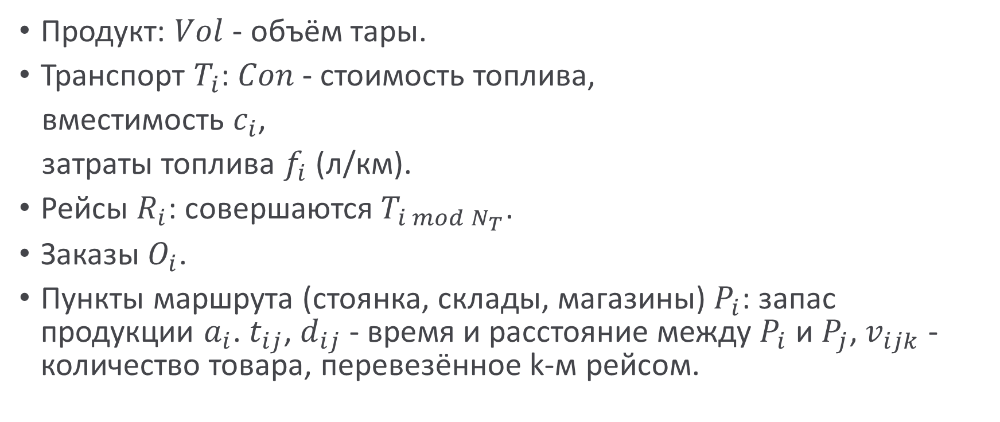 • Продукт: Vol - объём тары.
• Транспорт T_i: Con - стоимость топлива,
вместимость c_i,
затраты топлива f_i (л/км).
• Рейсы R_i: совершаются T_{i mod N_T}.
• Заказы O_i.
• Пункты маршрута (стоянка, склады, магазины) P_i: запас
продукции a_i. t_{ij}, d_{ij} - время и расстояние между P_i и P_j, v_{ijk} -
количество товара, перевезённое k-м рейсом.